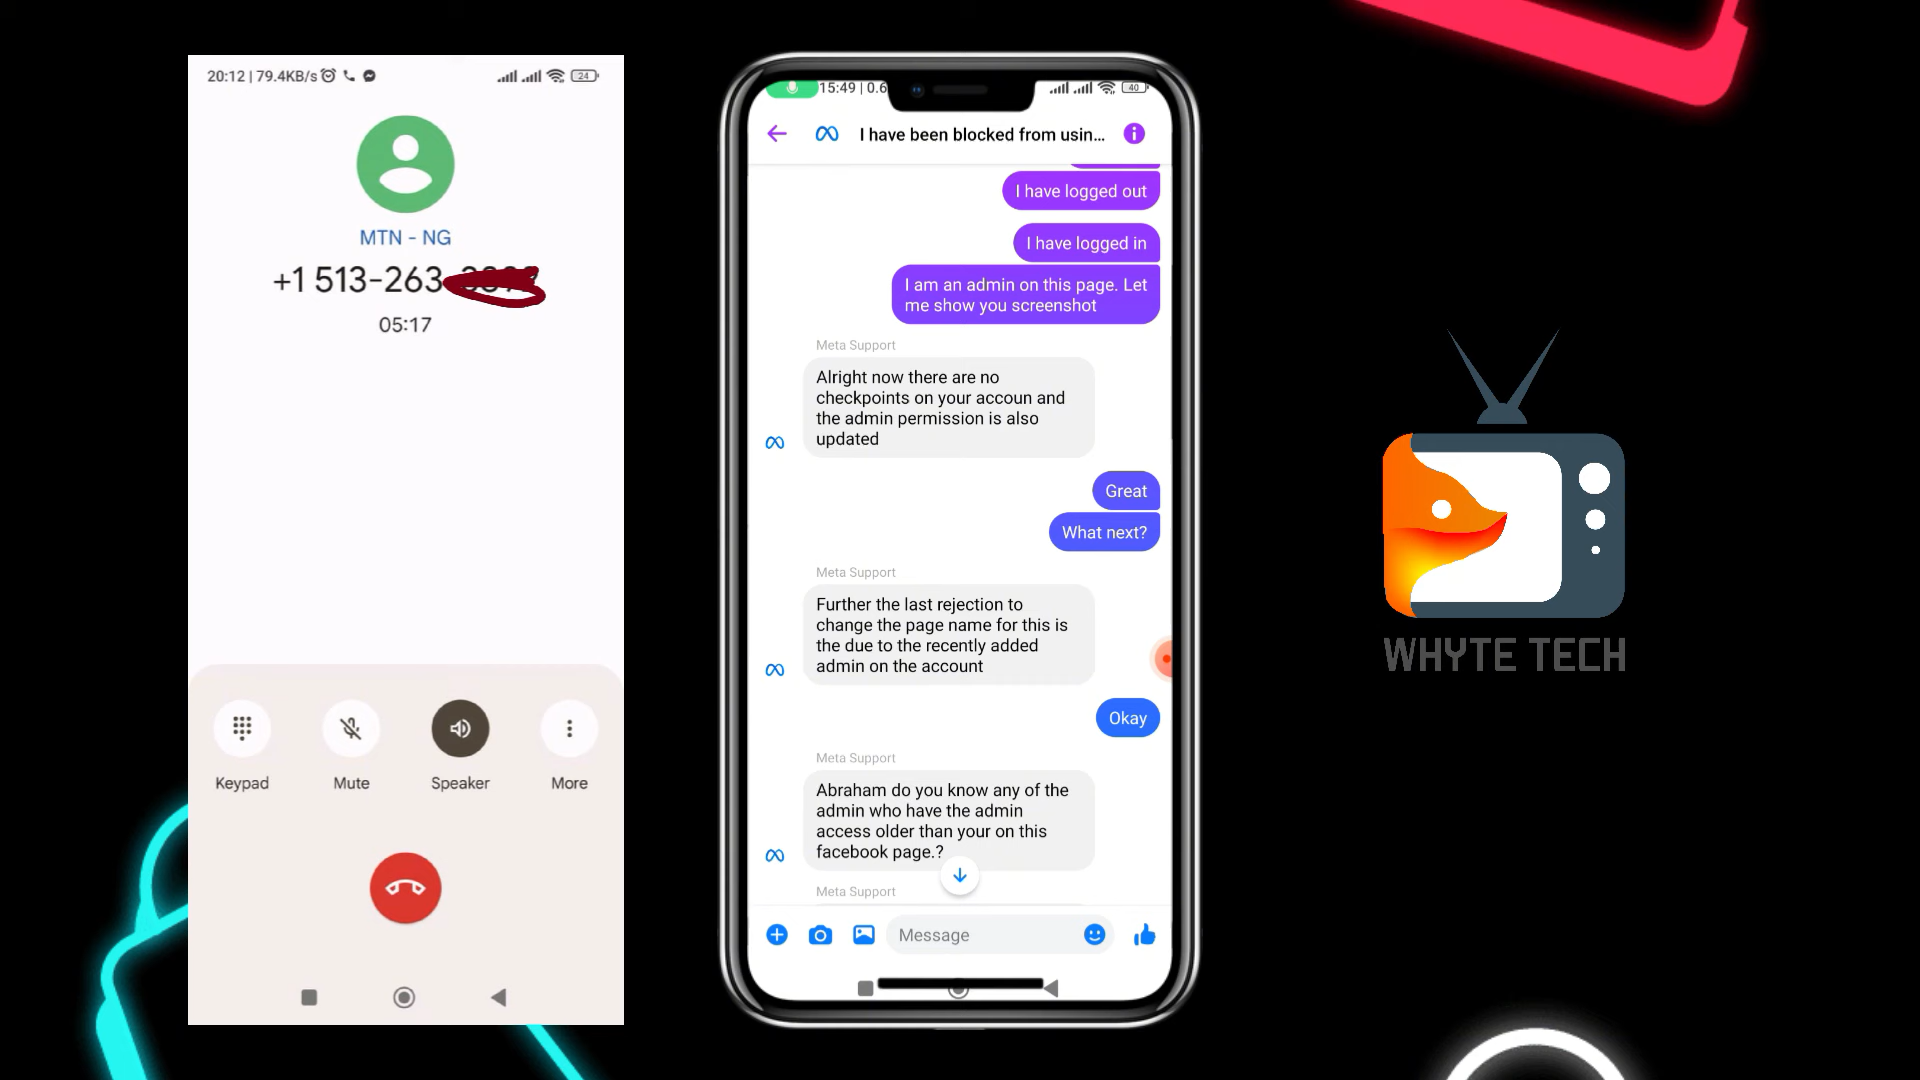 20:12 | 79.4KB/s
24
MTN - NG
+1 513-263-
05:17
Keypad
Mute
Speaker
More
15:49 | 0.6
40
I have been blocked from usin...
I have logged out
I have logged in
I am an admin on this page. Let
me show you screenshot
Meta Support
Alright now there are no
checkpoints on your accoun and
the admin permission is also
updated
Great
What next?
Meta Support
Further the last rejection to
change the page name for this is
the due to the recently added
admin on the account
Okay
Meta Support
Abraham do you know any of the
admin who have the admin
access older than your on this
facebook page.?
Meta Support
Message
WHYTE TECH